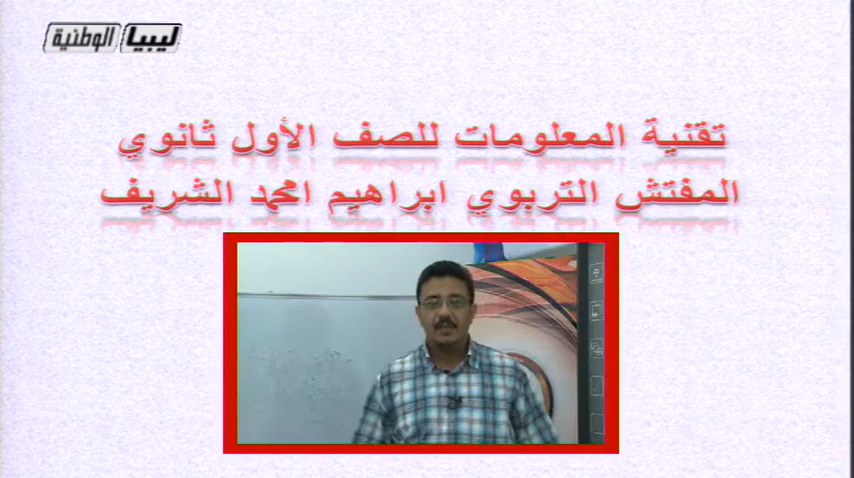 ليبيا الوطنية
تقنية المعلومات للصف الأول ثانوي
المفتش التربوي ابراهيم امحمد الشريف